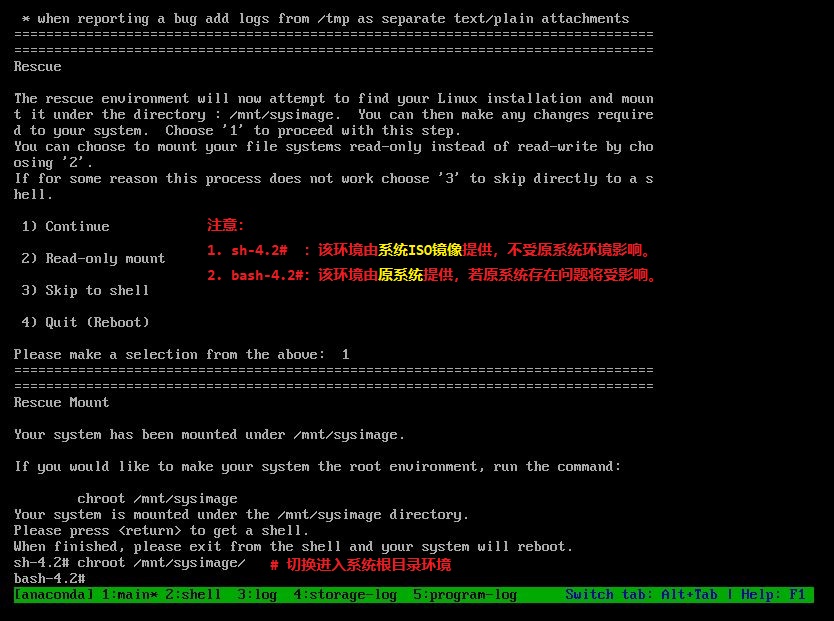 * when reporting a bug add logs from /tmp as separate text/plain attachments
================================================================================
================================================================================
Rescue
The rescue environment will now attempt to find your Linux installation and moun
t it under the directory : /mnt/sysimage.  You can then make any changes require
d to your system.  Choose '1' to proceed with this step.
You can choose to mount your file systems read-only instead of read-write by cho
osing '2'.
If for some reason this process does not work choose '3' to skip directly to a s
hell.
1) Continue
注意：
1. sh-4.2#  ：该环境由系统ISO镜像提供，不受原系统环境影响。
2) Read-only mount
2. bash-4.2#：该环境由原系统提供，若原系统存在问题将受影响。
3) Skip to shell
4) Quit (Reboot)
Please make a selection from the above:  1
================================================================================
================================================================================
Rescue Mount
Your system has been mounted under /mnt/sysimage.
If you would like to make your system the root environment, run the command:
chroot /mnt/sysimage
Your system is mounted under the /mnt/sysimage directory.
Please press <return> to get a shell.
When finished, please exit from the shell and your system will reboot.
sh-4.2# chroot /mnt/sysimage/   # 切换进入系统根目录环境
bash-4.2#
[anaconda] 1:main* 2:shell  3:log  4:storage-log  5:program-log      Switch tab: Alt+Tab | Help: F1